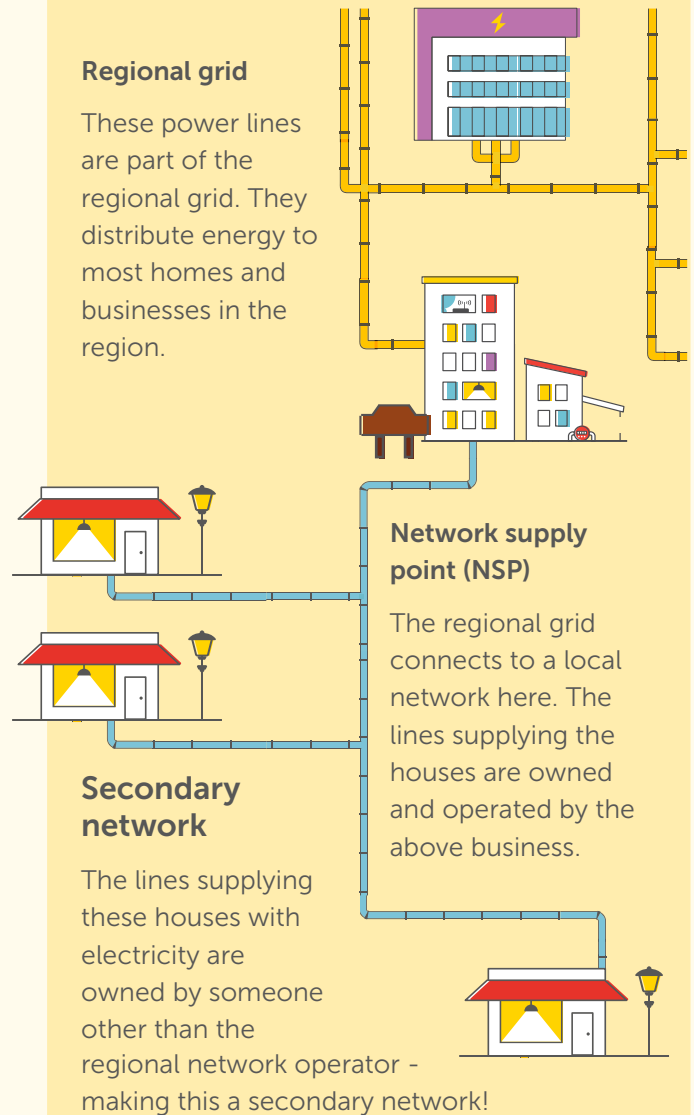 Regional grid
These power lines
are part of the
regional grid. They
distribute energy to
most homes and
businesses in the
region.
Network supply
point (NSP)
The regional grid
connects to a local
network here. The
lines supplying the
houses are owned
and operated by the
above business.
Secondary
network
The lines supplying
these houses with
electricity are
owned by someone
other than the
regional network operator -
making this a secondary network!